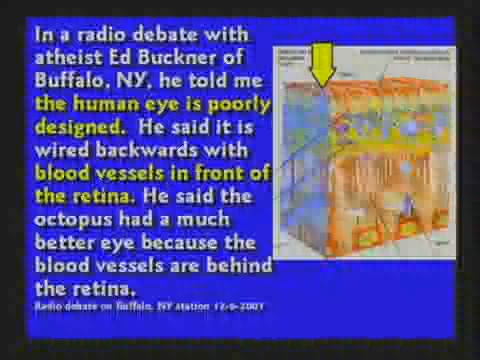 In a radio debate with
atheist Ed Buckner of
Buffalo, NY, he told me
the human eye is poorly
designed. He said it is
wired backwards with
blood vessels in front of
the retina. He said the
octopus had a much
better eye because the
blood vessels are behind
the retina.
Radio debate on Buffalo, NY station 12-6-2001